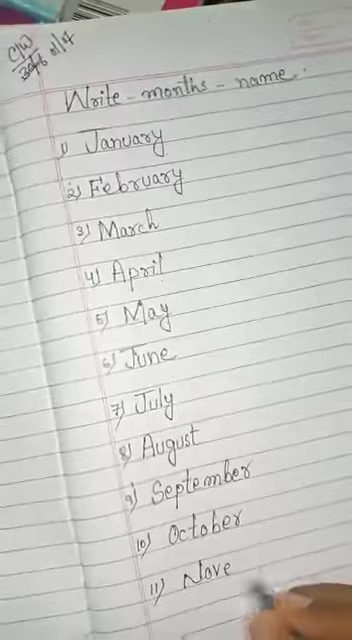 C/W
Write - months - name.
1) January
2) February
3) March
4) April
5) May
6) June
7) July
8) August
9) September
10) October
11) Nove